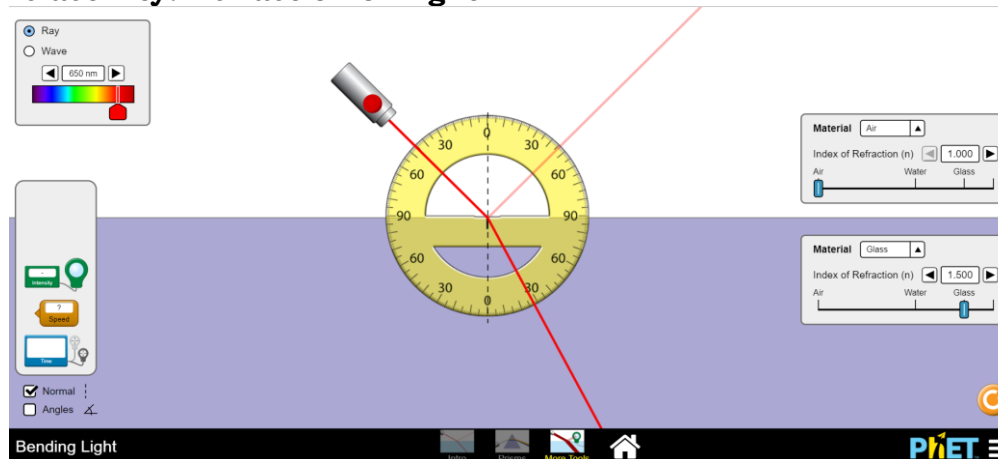 Ray
Wave
650 nm
0
30 30
60 60
90 90
60 60
30 30
0
Material Air
Index of Refraction (n) 1.000
Air Water Glass
Material Glass
Index of Refraction (n) 1.500
Air Water Glass
Intensity
?
Speed
Time
Normal
Angles
Bending Light
Intro
Prisms
More Tools
PhET